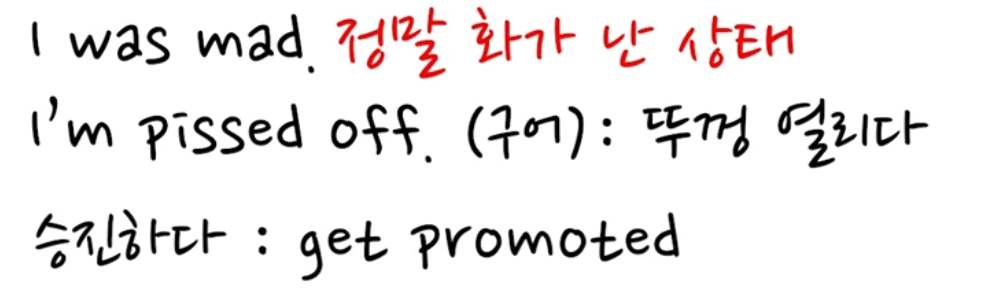 I was mad. 정말 화가 난 상태
I'm pissed off. (구어) : 뚜껑 열리다
승진하다 : get promoted